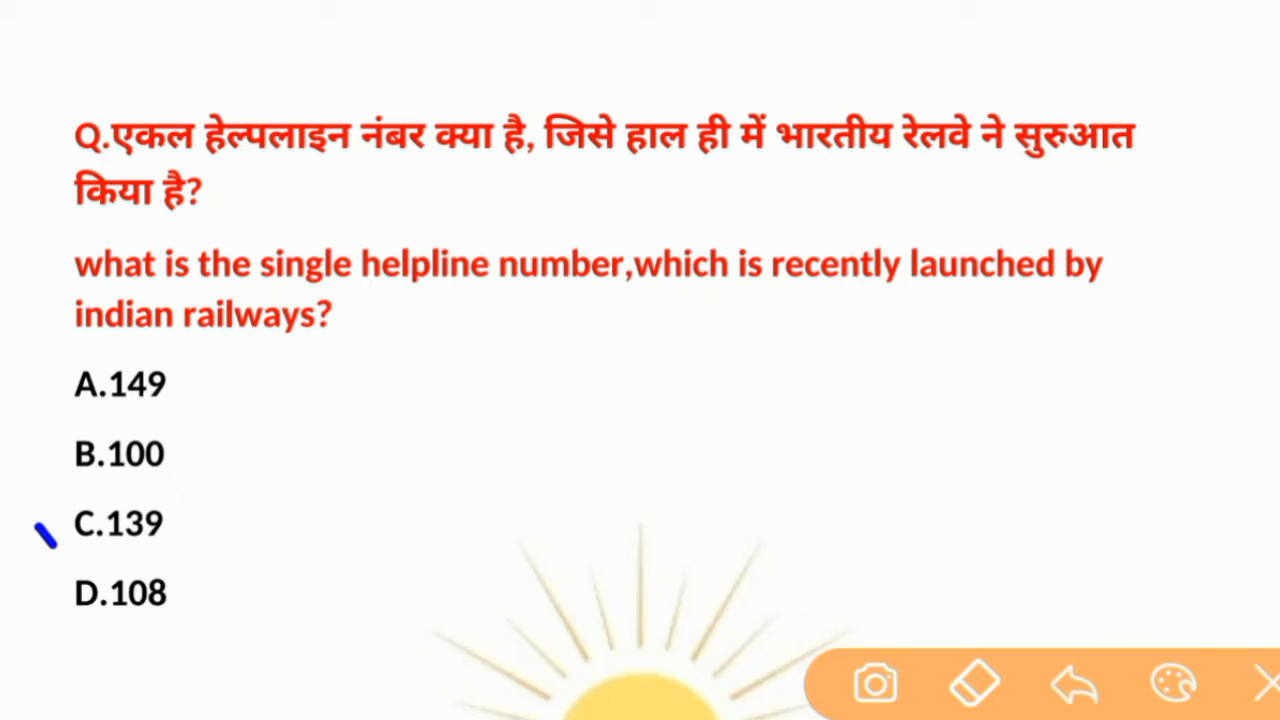 Q.एकल हेल्पलाइन नंबर क्या है, जिसे हाल ही में भारतीय रेलवे ने सुरुआत
किया है?
what is the single helpline number,which is recently launched by
indian railways?
A.149
B.100
C.139
D.108